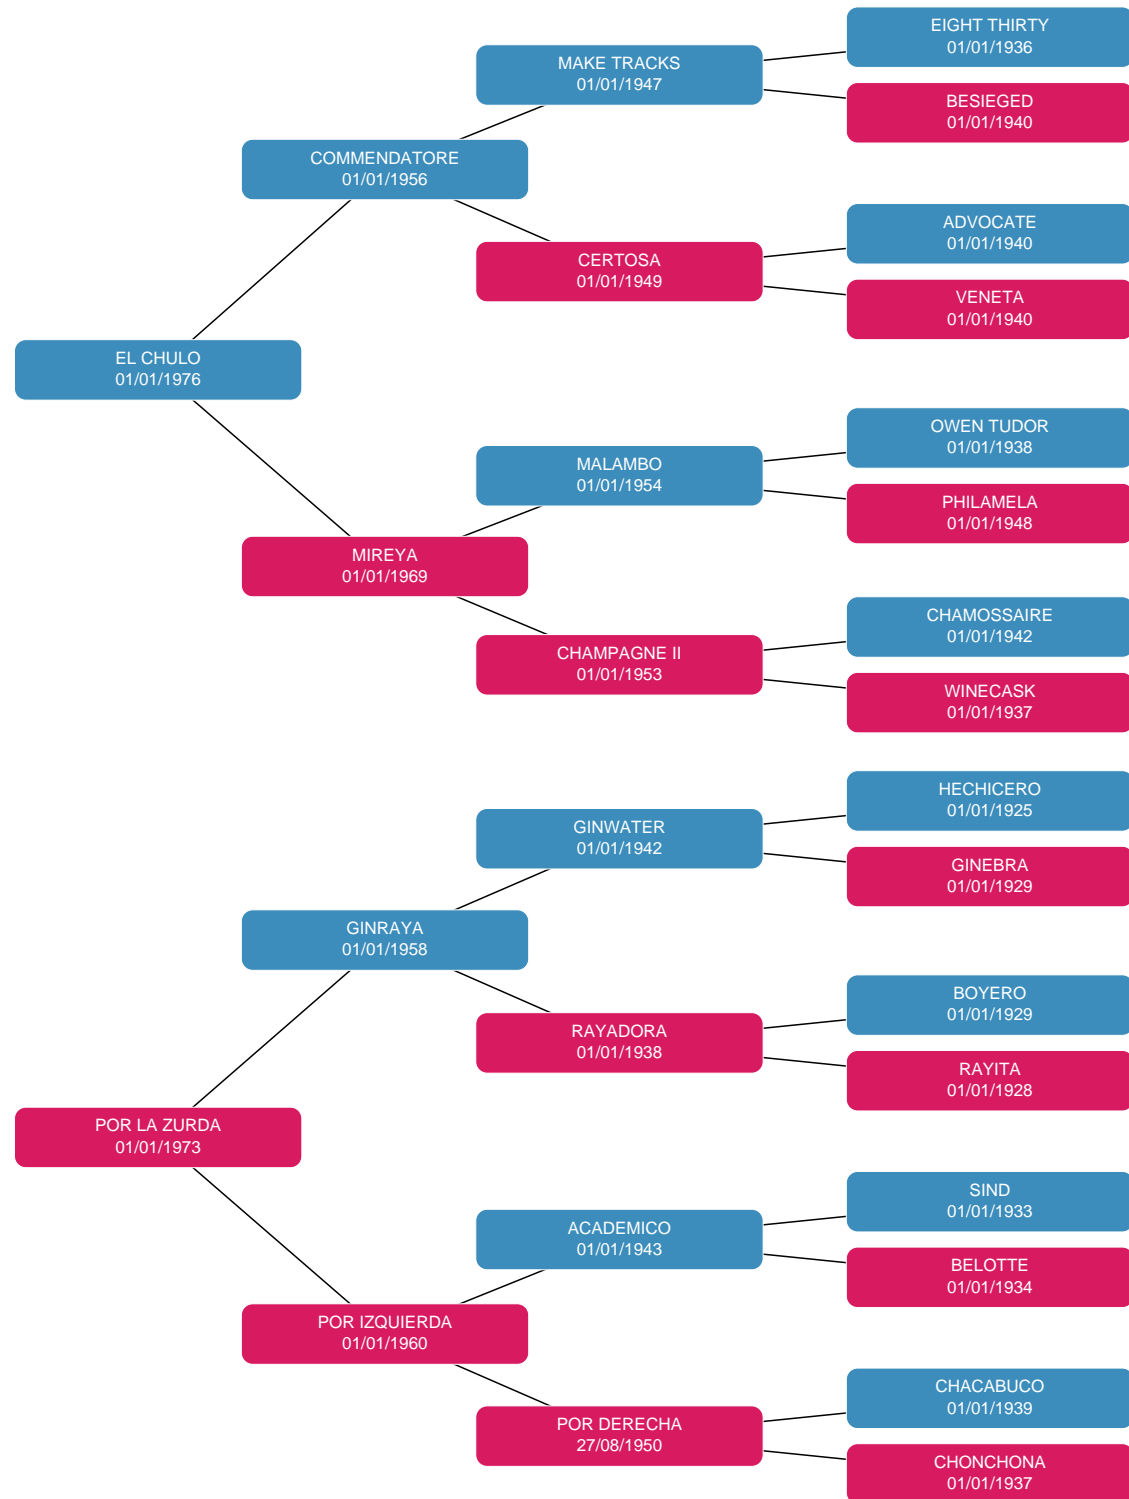 EIGHT THIRTY
01/01/1936
MAKE TRACKS
01/01/1947
BESIEGED
01/01/1940
COMMENDATORE
01/01/1956
ADVOCATE
01/01/1940
CERTOSA
01/01/1949
VENETA
01/01/1940
EL CHULO
01/01/1976
OWEN TUDOR
01/01/1938
MALAMBO
01/01/1954
PHILAMELA
01/01/1948
MIREYA
01/01/1969
CHAMOSSAIRE
01/01/1942
CHAMPAGNE II
01/01/1953
WINECASK
01/01/1937
HECHICERO
01/01/1925
GINWATER
01/01/1942
GINEBRA
01/01/1929
GINRAYA
01/01/1958
BOYERO
01/01/1929
RAYADORA
01/01/1938
RAYITA
01/01/1928
POR LA ZURDA
01/01/1973
SIND
01/01/1933
ACADEMICO
01/01/1943
BELOTTE
01/01/1934
POR IZQUIERDA
01/01/1960
CHACABUCO
01/01/1939
POR DERECHA
27/08/1950
CHONCHONA
01/01/1937